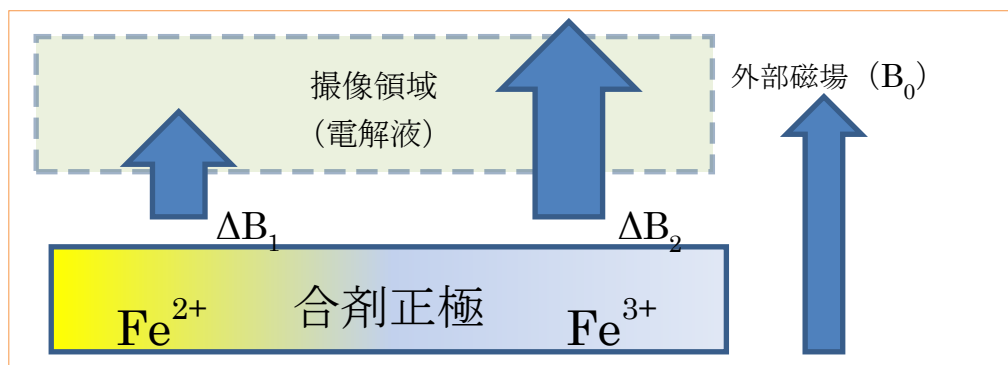 撮像領域
(電解液)
外部磁場（B₀）
ΔB₁
ΔB₂
Fe²⁺
合剤正極
Fe³⁺